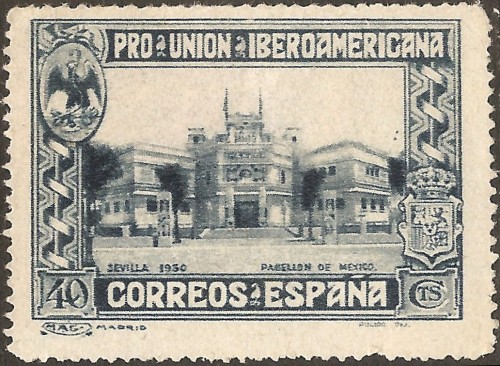 PRO UNION IBEROAMERICANA
SEVILLA 1930 PABELLON DE MEXICO.
40 CORREOS ESPAÑA CTS
MADRID